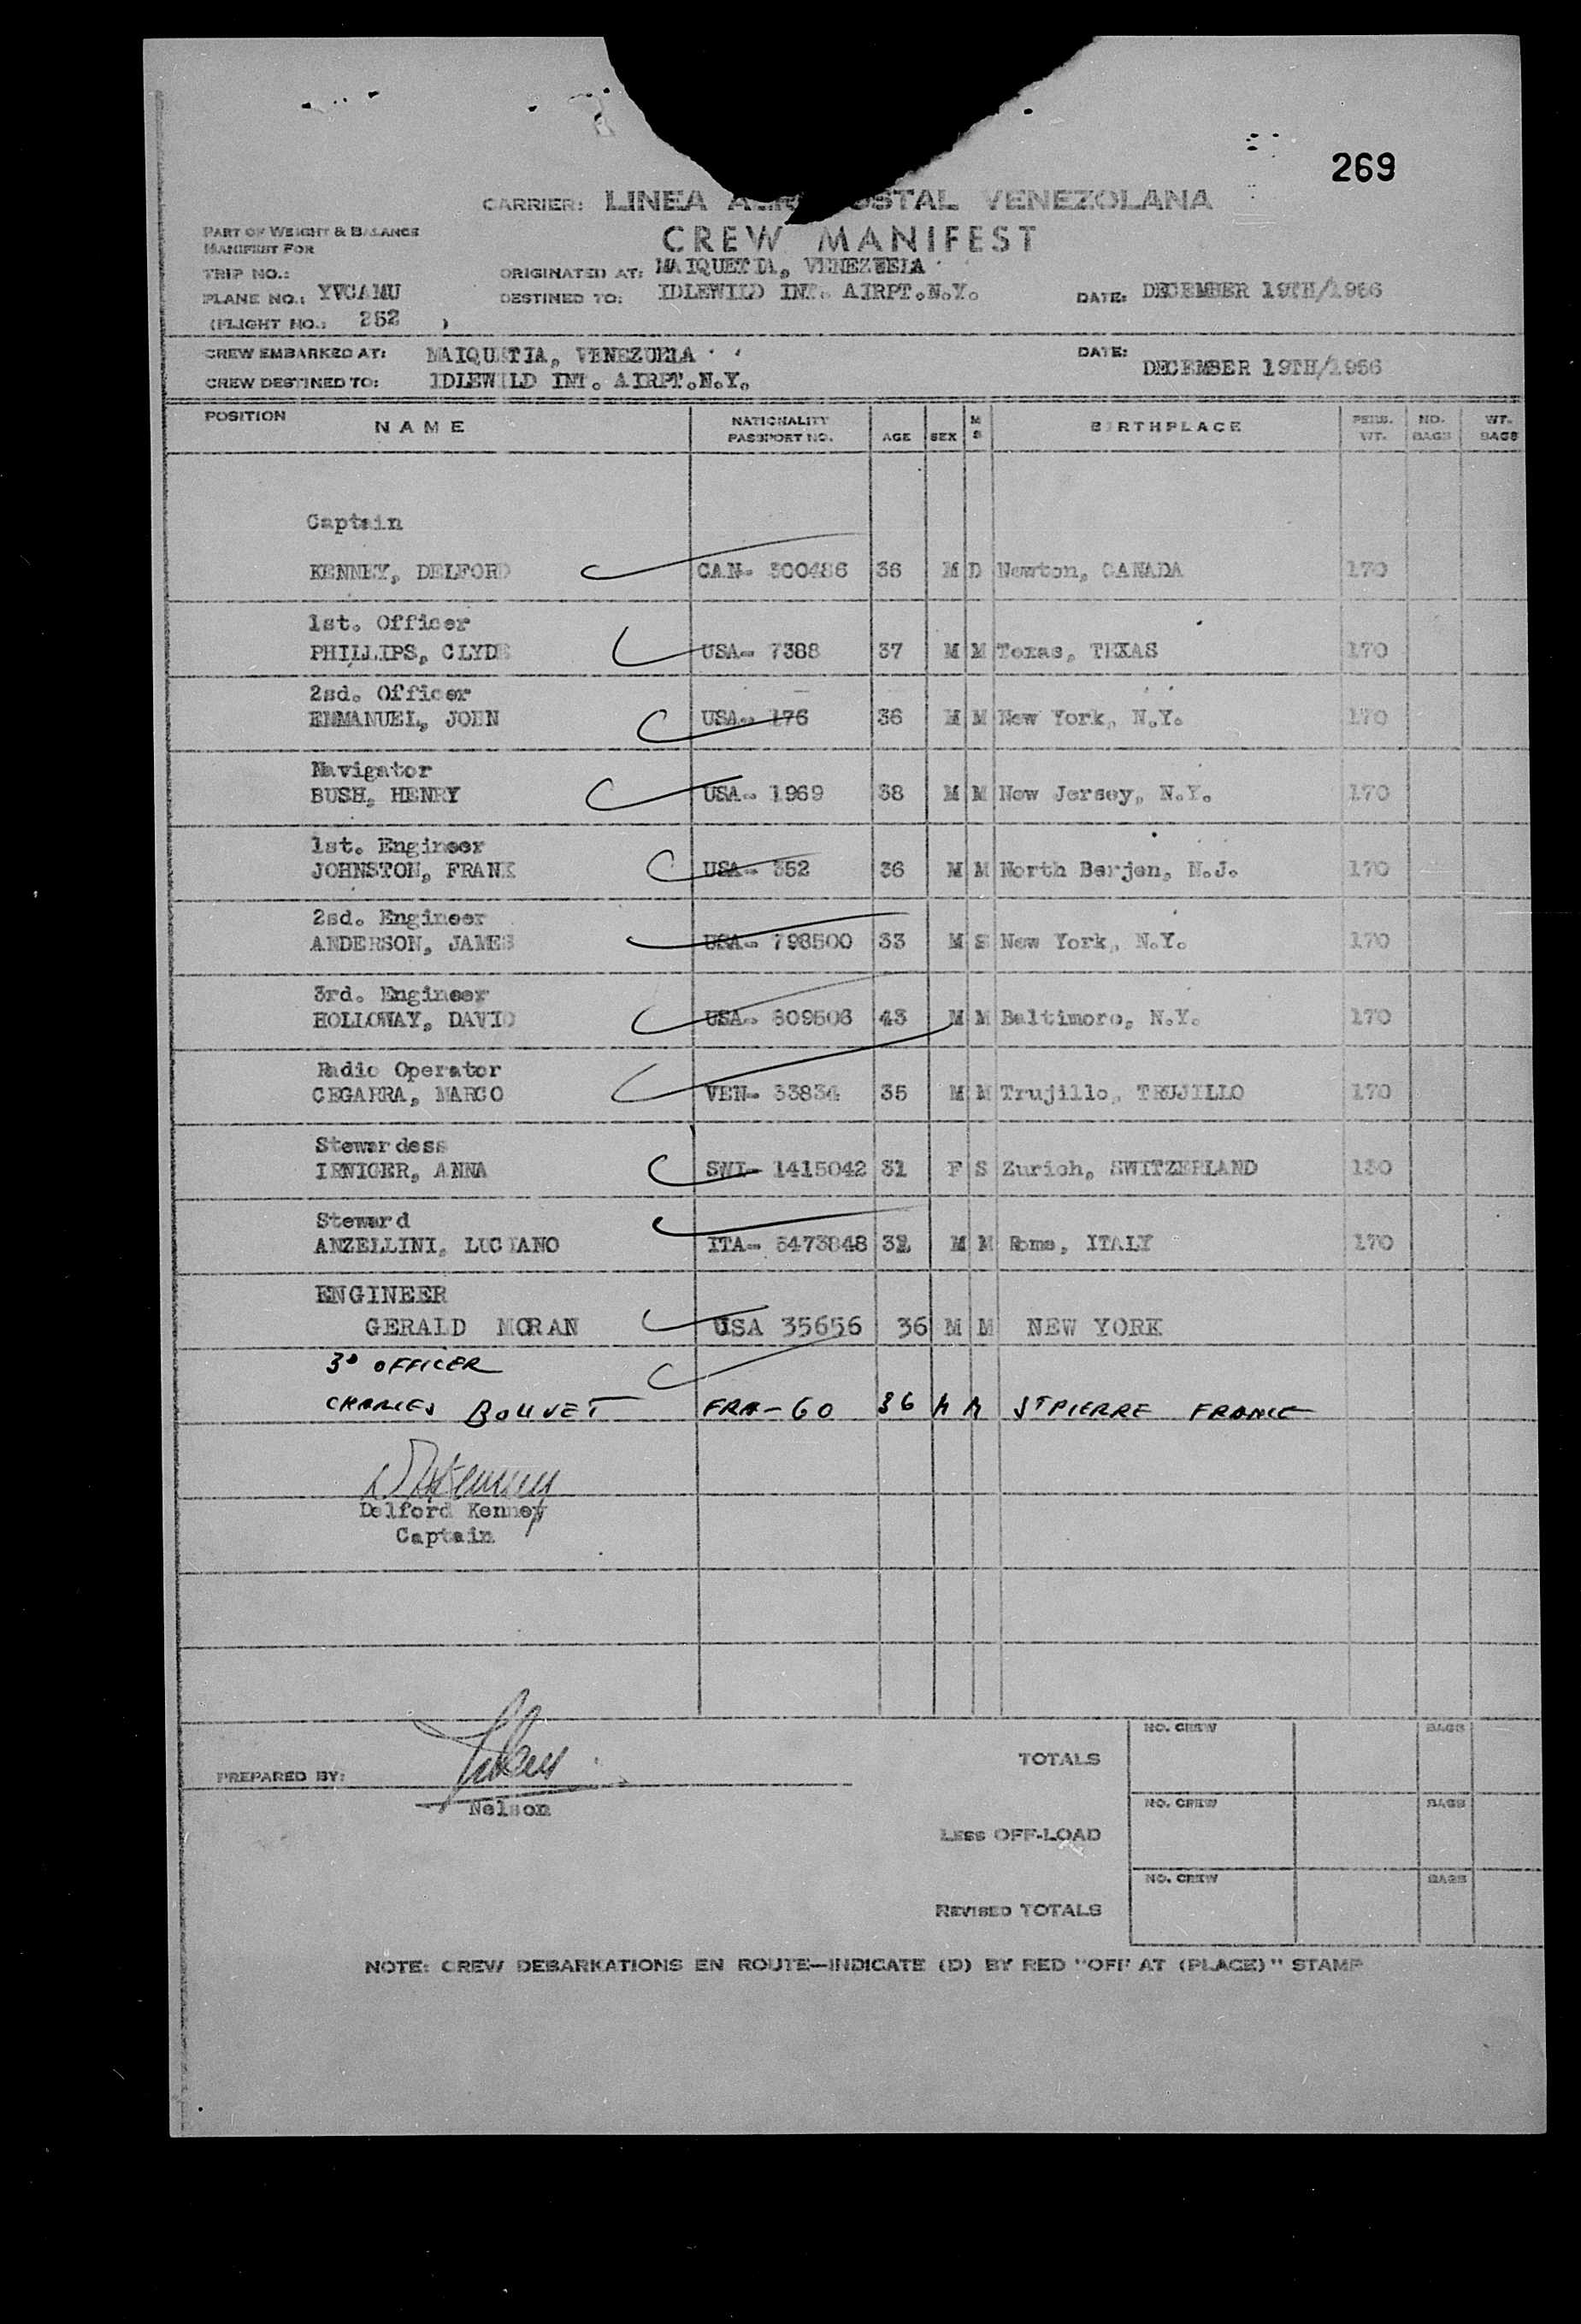 269
CARRIER: LINEA AER OSTAL VENEZOLANA
PART OF WEIGHT & BALANCE
MANIFEST FOR
CREW MANIFEST
TRIP NO.: ORIGINATED AT: MAIQUETIA, VENEZUELA
PLANE NO.: YVCAMU DESTINED TO: IDLEWILD INT. AIRPT.N.Y. DATE: DECEMBER 19TH/1956
(FLIGHT NO.: 252 )
CREW EMBARKED AT: MAIQUETIA, VENEZUELA DATE:
CREW DESTINED TO: IDLEWILD INT. AIRPT.N.Y. DECEMBER 19TH/1956
POSITION NAME NATIONALITY PASSPORT NO. AGE SEX M S BIRTHPLACE PERS. WT. NO. BAGS WT. BAGS
Captain
KENNEY, DELFORD CAN- 300486 36 M D Newton, CANADA 170
1st. Officer
PHILLIPS, CLYDE USA- 7388 37 M M Texas, TEXAS 170
2sd. Officer
EMMANUEL, JOHN USA- 176 36 M M New York, N.Y. 170
Navigator
BUSH, HENRY USA- 1969 38 M M New Jersey, N.Y. 170
1st. Engineer
JOHNSTON, FRANK USA- 352 36 M M North Berjen, N.J. 170
2sd. Engineer
ANDERSON, JAMES USA- 798500 33 M S New York, N.Y. 170
3rd. Engineer
HOLLOWAY, DAVID USA- 809506 43 M M Baltimore, N.Y. 170
Radio Operator
CEGARRA, MARCO VEN- 33834 35 M M Trujillo, TRUJILLO 170
Stewardess
IRNIGER, ANNA SWI- 1415042 31 F S Zurich, SWITZERLAND 130
Steward
ANZELLINI, LUCIANO ITA- 5473848 32 M M Rome, ITALY 170
ENGINEER
GERALD MORAN USA 35656 36 M M NEW YORK
3D OFFICER
CHARLES BOUVET FRA-60 36 M M ST PIERRE FRANCE
Delford Kenney
Captain
NO. CREW BAGS
TOTALS
PREPARED BY:
Nelson
NO. CREW BAGS
LESS OFF-LOAD
NO. CREW BAGS
REVISED TOTALS
NOTE: CREW DEBARKATIONS EN ROUTE—INDICATE (D) BY RED "OFF AT (PLACE)" STAMP